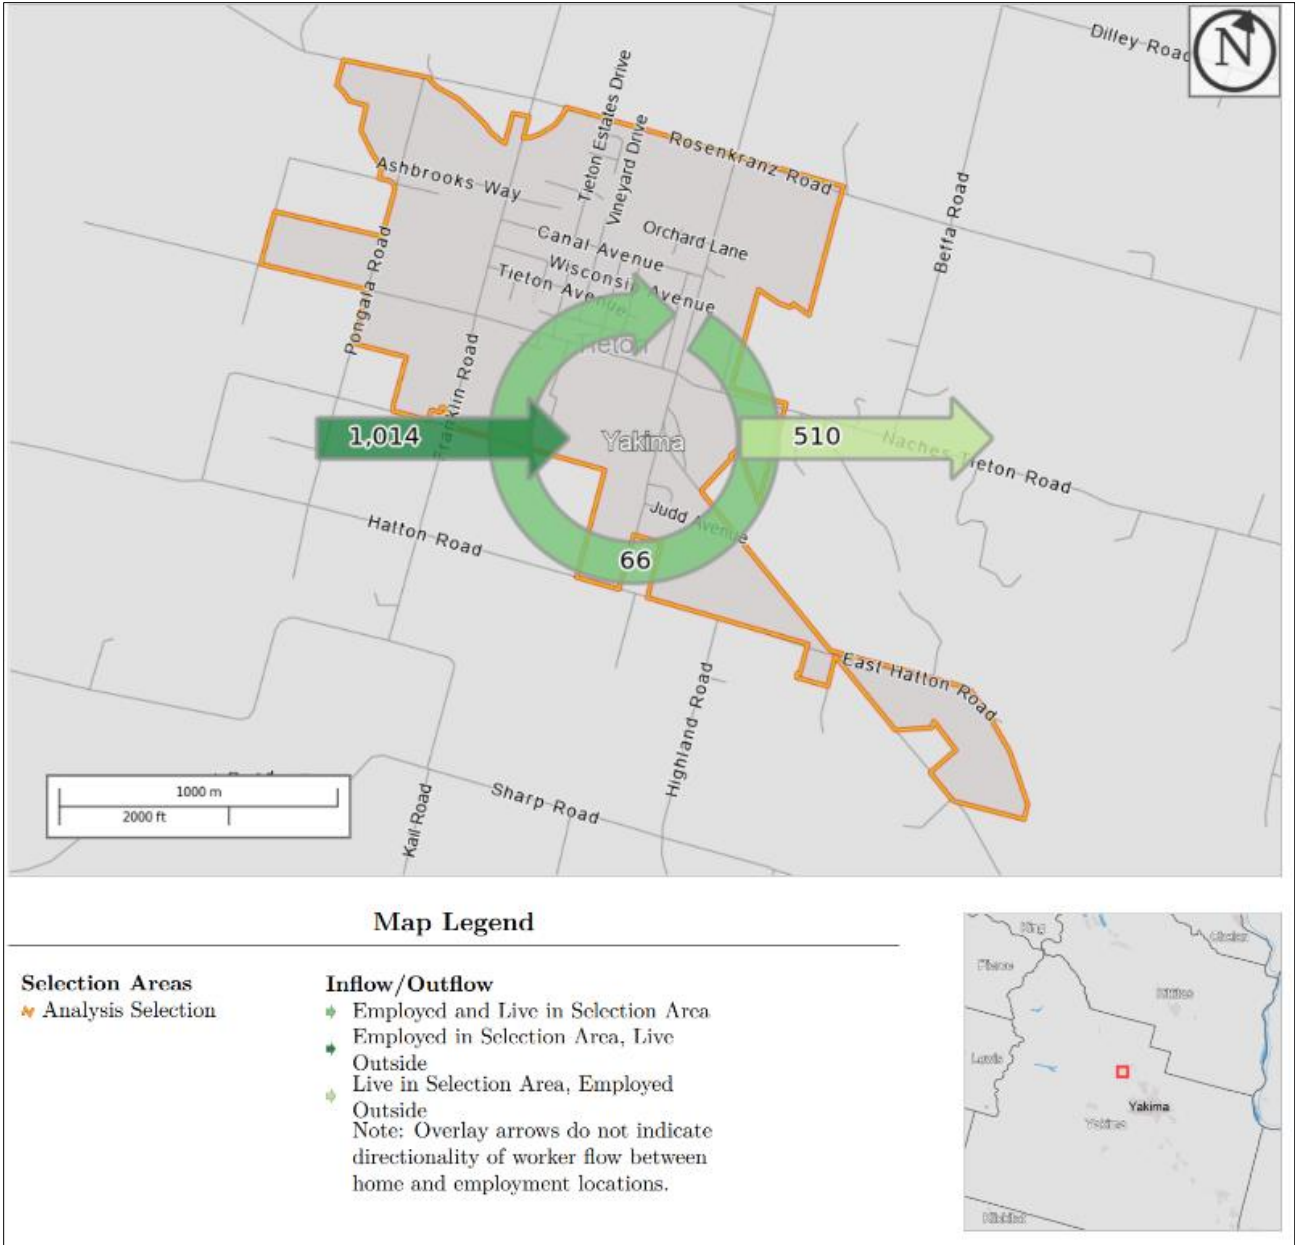 Dilley Road
N
Tieton Estates Drive
Vineyard Drive
Rosenkranz Road
Ashbrooks Way
Beffa Road
Orchard Lane
Canal Avenue
Wisconsin Avenue
Tieton Avenue
Pongala Road
Tieton
Franklin Road
1,014
Yakima
510
Naches Tieton Road
Judd Avenue
Hatton Road
66
East Hatton Road
Highland Road
1000 m
2000 ft
Sharp Road
Kail Road
Map Legend
Selection Areas
Analysis Selection
Inflow/Outflow
Employed and Live in Selection Area
Employed in Selection Area, Live
Outside
Live in Selection Area, Employed
Outside
Note: Overlay arrows do not indicate
directionality of worker flow between
home and employment locations.
King
Chelan
Pierce
Kittitas
Lewis
Yakima
Yakima
Klickitat